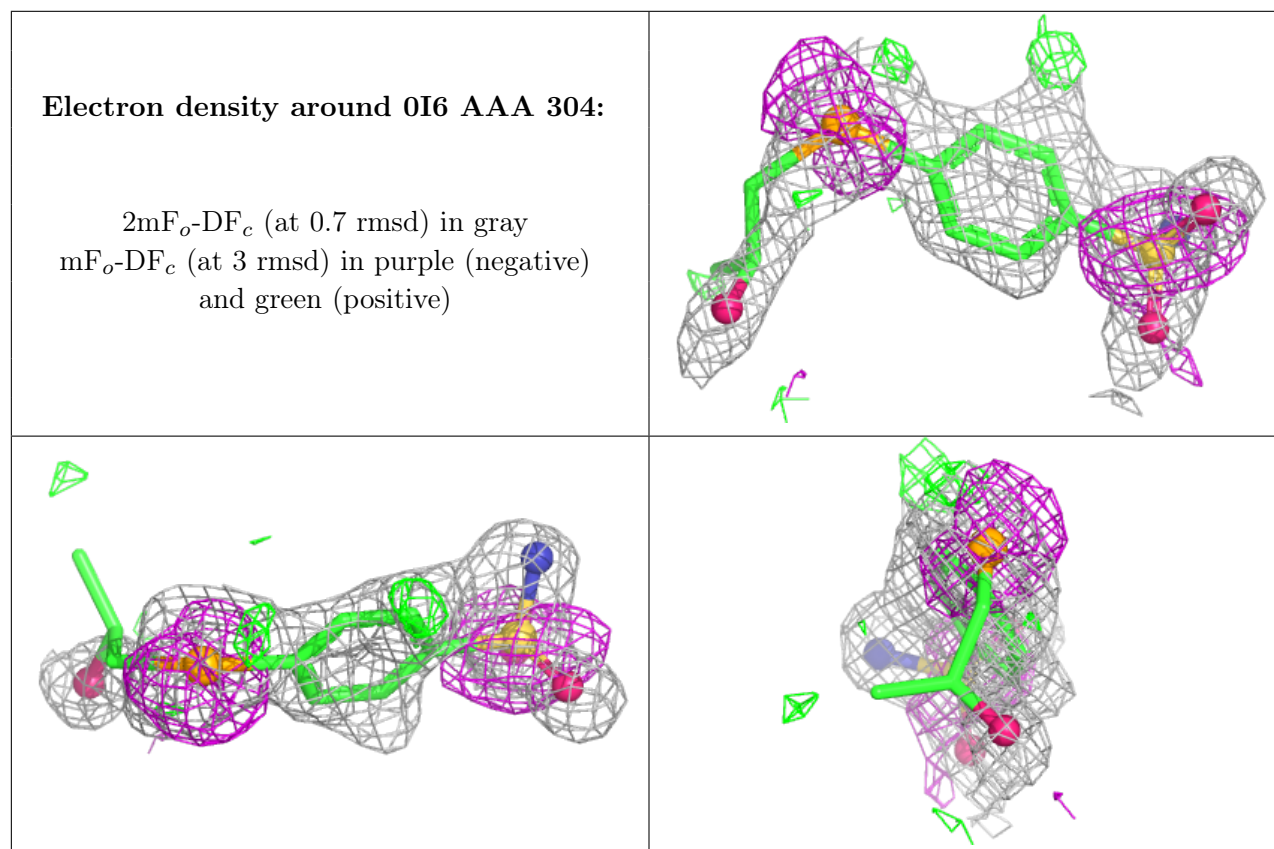 Electron density around 0I6 AAA 304:
2mFo-DFc (at 0.7 rmsd) in gray
mFo-DFc (at 3 rmsd) in purple (negative)
and green (positive)